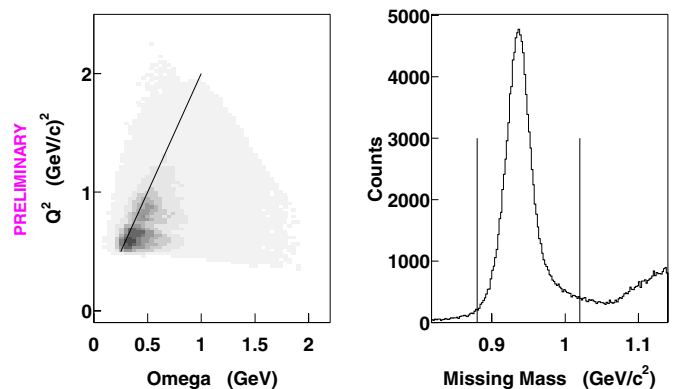 PRELIMINARY
Q² (GeV/c)²
2
1
0
0 0.5 1 1.5 2
Omega (GeV)
Counts
5000
4000
3000
2000
1000
0
0.9 1 1.1
Missing Mass (GeV/c²)